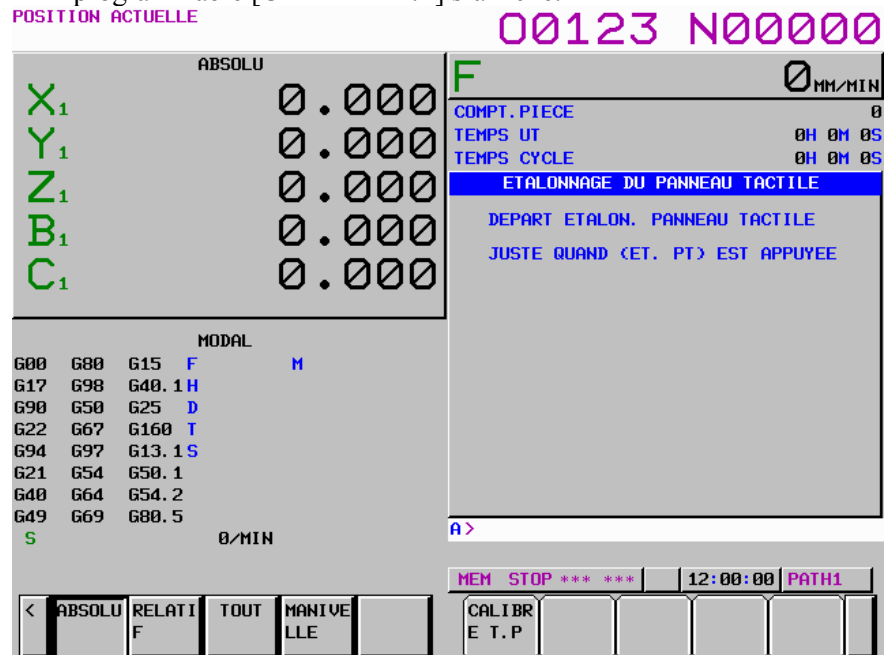 POSITION ACTUELLE
O0123 N00000
ABSOLU
X1 0.000
Y1 0.000
Z1 0.000
B1 0.000
C1 0.000
F 0 MM/MIN
COMPT.PIECE 0
TEMPS UT 0H 0M 0S
TEMPS CYCLE 0H 0M 0S
ETALONNAGE DU PANNEAU TACTILE
DEPART ETALON. PANNEAU TACTILE
JUSTE QUAND (ET. PT) EST APPUYEE
MODAL
G00 G80 G15 F M
G17 G98 G40.1 H
G90 G50 G25 D
G22 G67 G160 T
G94 G97 G13.1 S
G21 G54 G50.1
G40 G64 G54.2
G49 G69 G80.5
S 0/MIN
A>
MEM STOP *** *** 12:00:00 PATH1
< ABSOLU RELATI TOUT MANIVE
F LLE
CALIBR
E T.P